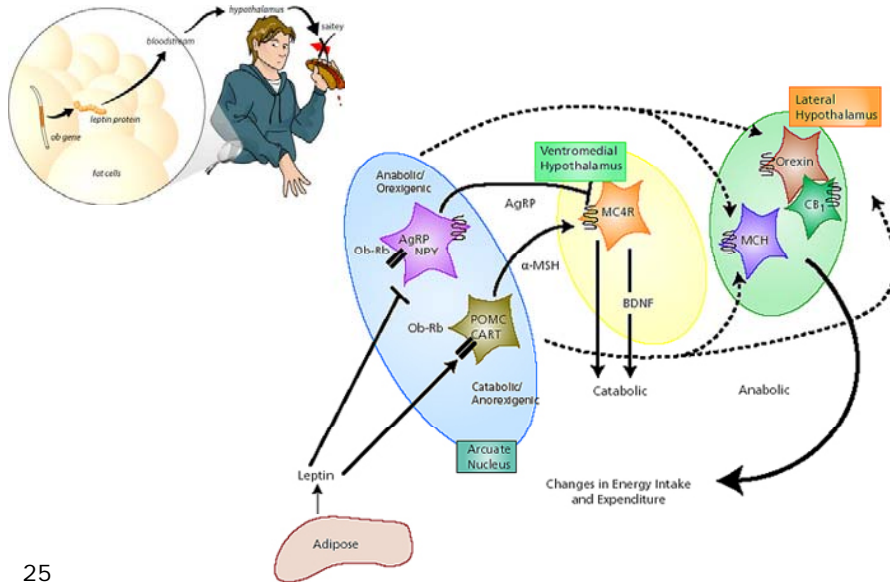 hypothalamus
saitey
bloodstream
leptin protein
ob gene
fat cells
Lateral
Hypothalamus
Ventromedial
Hypothalamus
Orexin
Anabolic/
Orexigenic
AgRP
MC4R
CB1
AgRP
NPY
Ob-Rb
MCH
α-MSH
BDNF
Ob-Rb
POMC
CART
Catabolic/
Anorexigenic
Catabolic
Anabolic
Arcuate
Nucleus
Leptin
Changes in Energy Intake
and Expenditure
Adipose
25